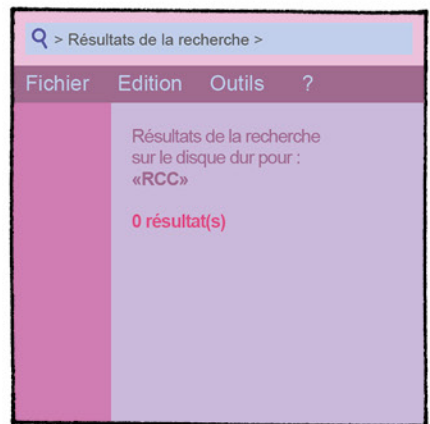 > Résultats de la recherche >
Fichier Edition Outils ?
Résultats de la recherche
sur le disque dur pour :
«RCC»
0 résultat(s)